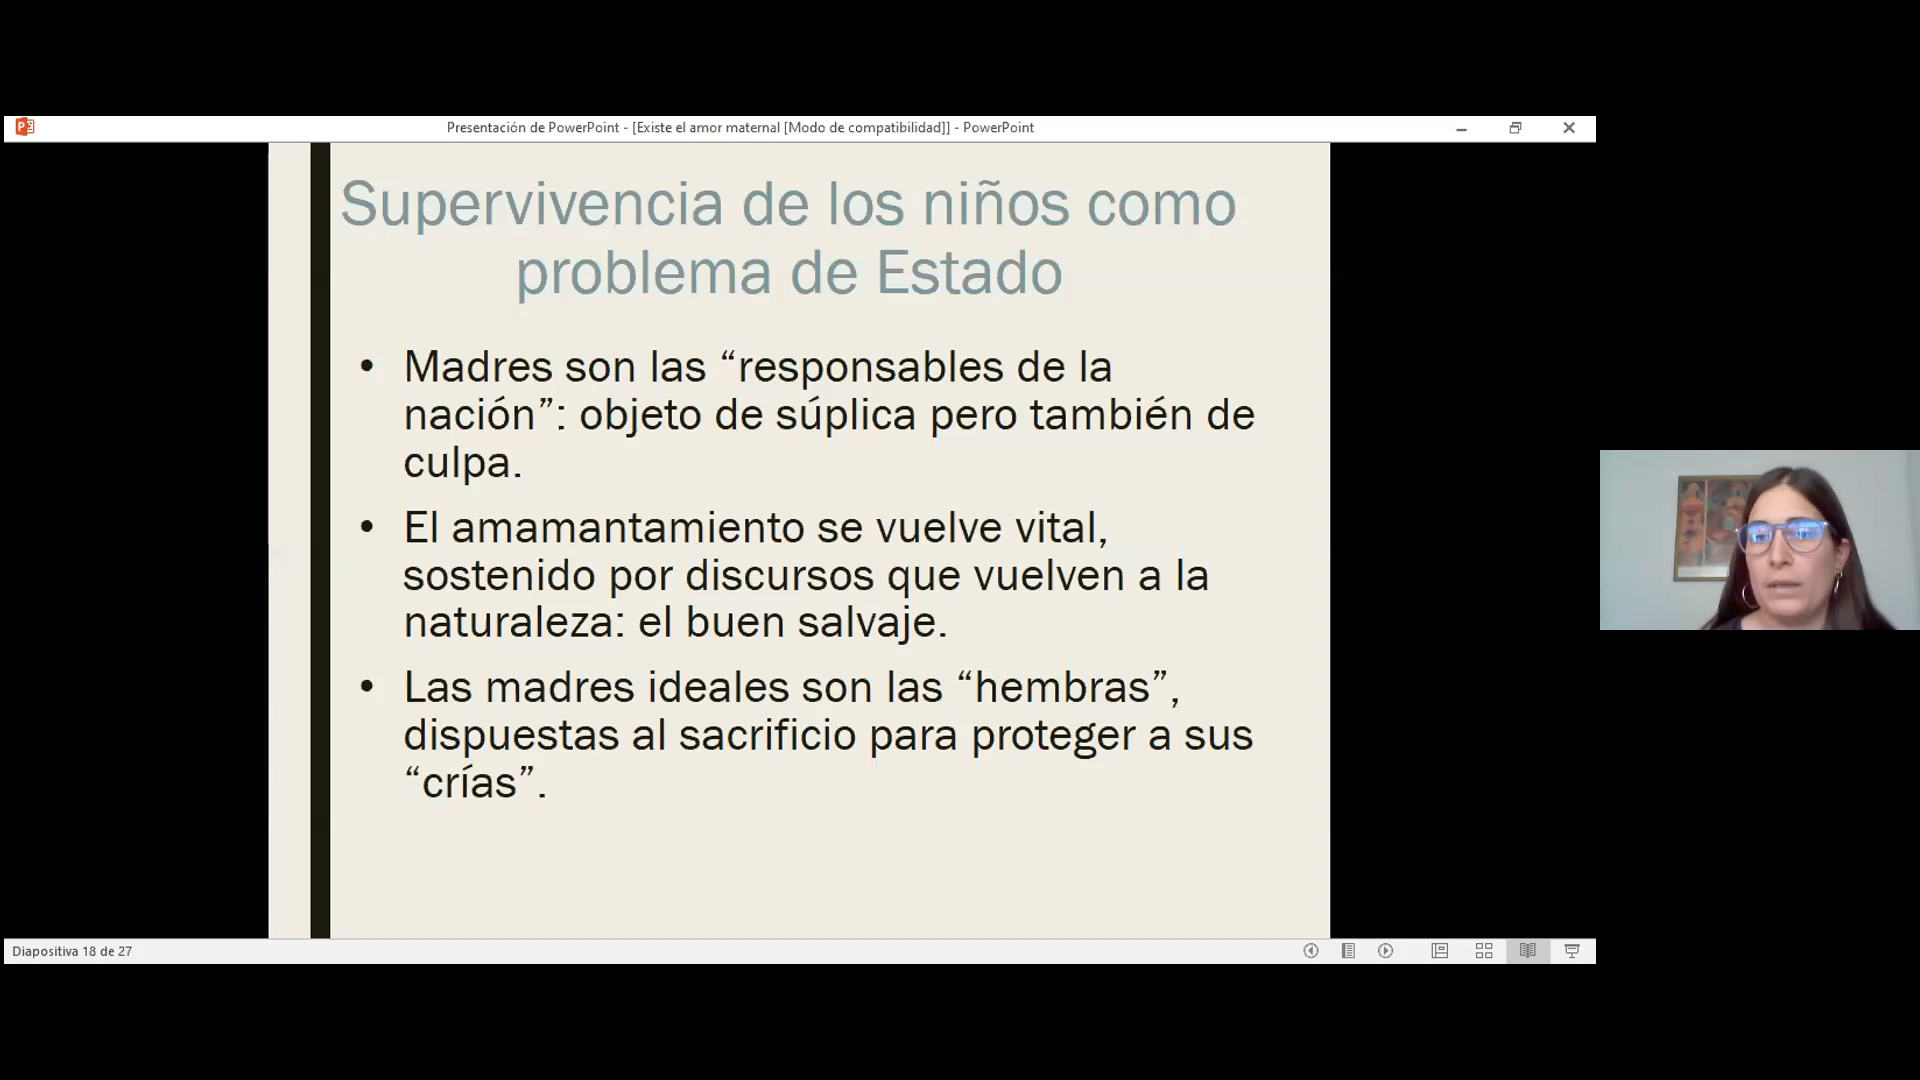 Presentación de PowerPoint - [Existe el amor maternal [Modo de compatibilidad]] - PowerPoint
Supervivencia de los niños como
problema de Estado
• Madres son las “responsables de la
nación”: objeto de súplica pero también de
culpa.
• El amamantamiento se vuelve vital,
sostenido por discursos que vuelven a la
naturaleza: el buen salvaje.
• Las madres ideales son las “hembras”,
dispuestas al sacrificio para proteger a sus
“crías”.
Diapositiva 18 de 27